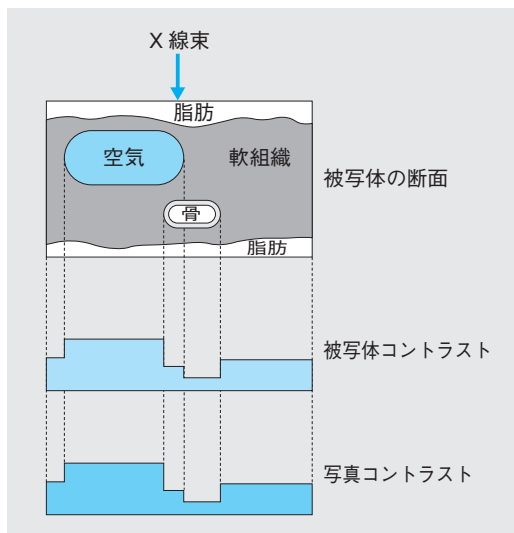 X 線束
脂肪
空気
軟組織
被写体の断面
骨
脂肪
被写体コントラスト
写真コントラスト